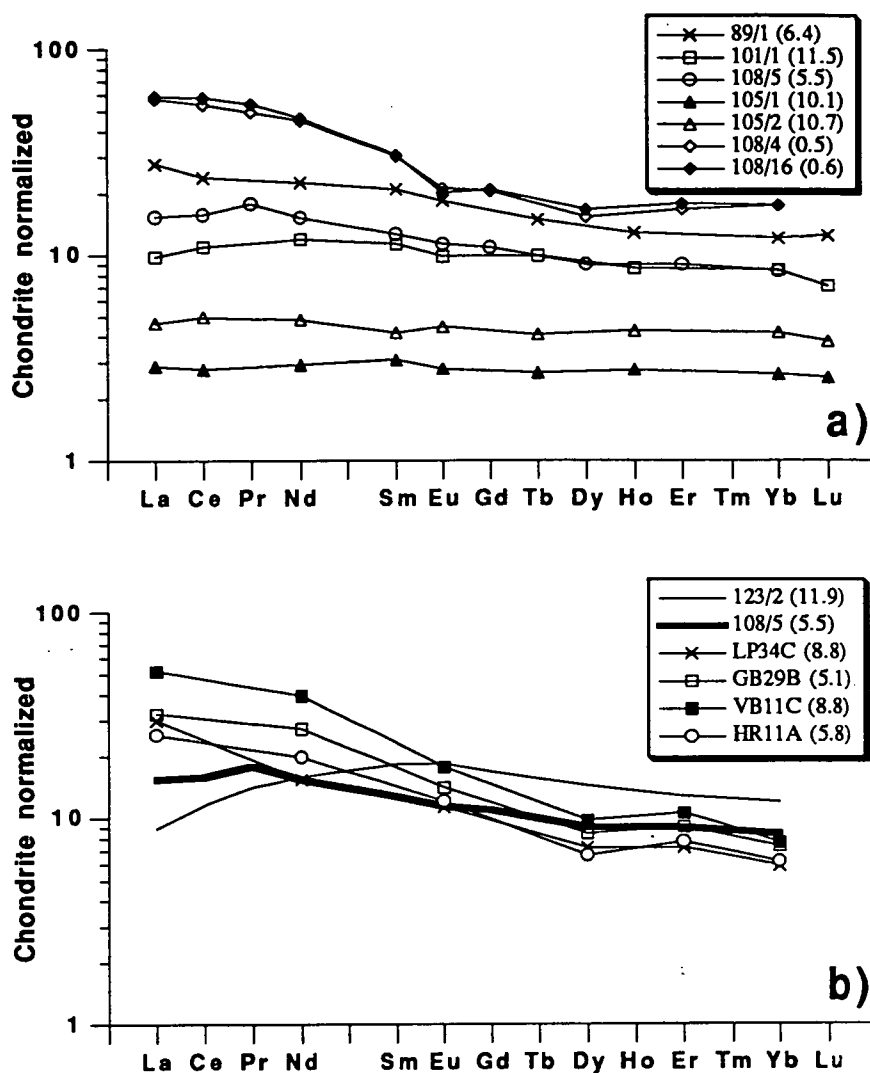 100
10
1
Chondrite normalized
89/1 (6.4)
101/1 (11.5)
108/5 (5.5)
105/1 (10.1)
105/2 (10.7)
108/4 (0.5)
108/16 (0.6)
a)
La Ce Pr Nd Sm Eu Gd Tb Dy Ho Er Tm Yb Lu
100
10
1
Chondrite normalized
123/2 (11.9)
108/5 (5.5)
LP34C (8.8)
GB29B (5.1)
VB11C (8.8)
HR11A (5.8)
b)
La Ce Pr Nd Sm Eu Gd Tb Dy Ho Er Tm Yb Lu